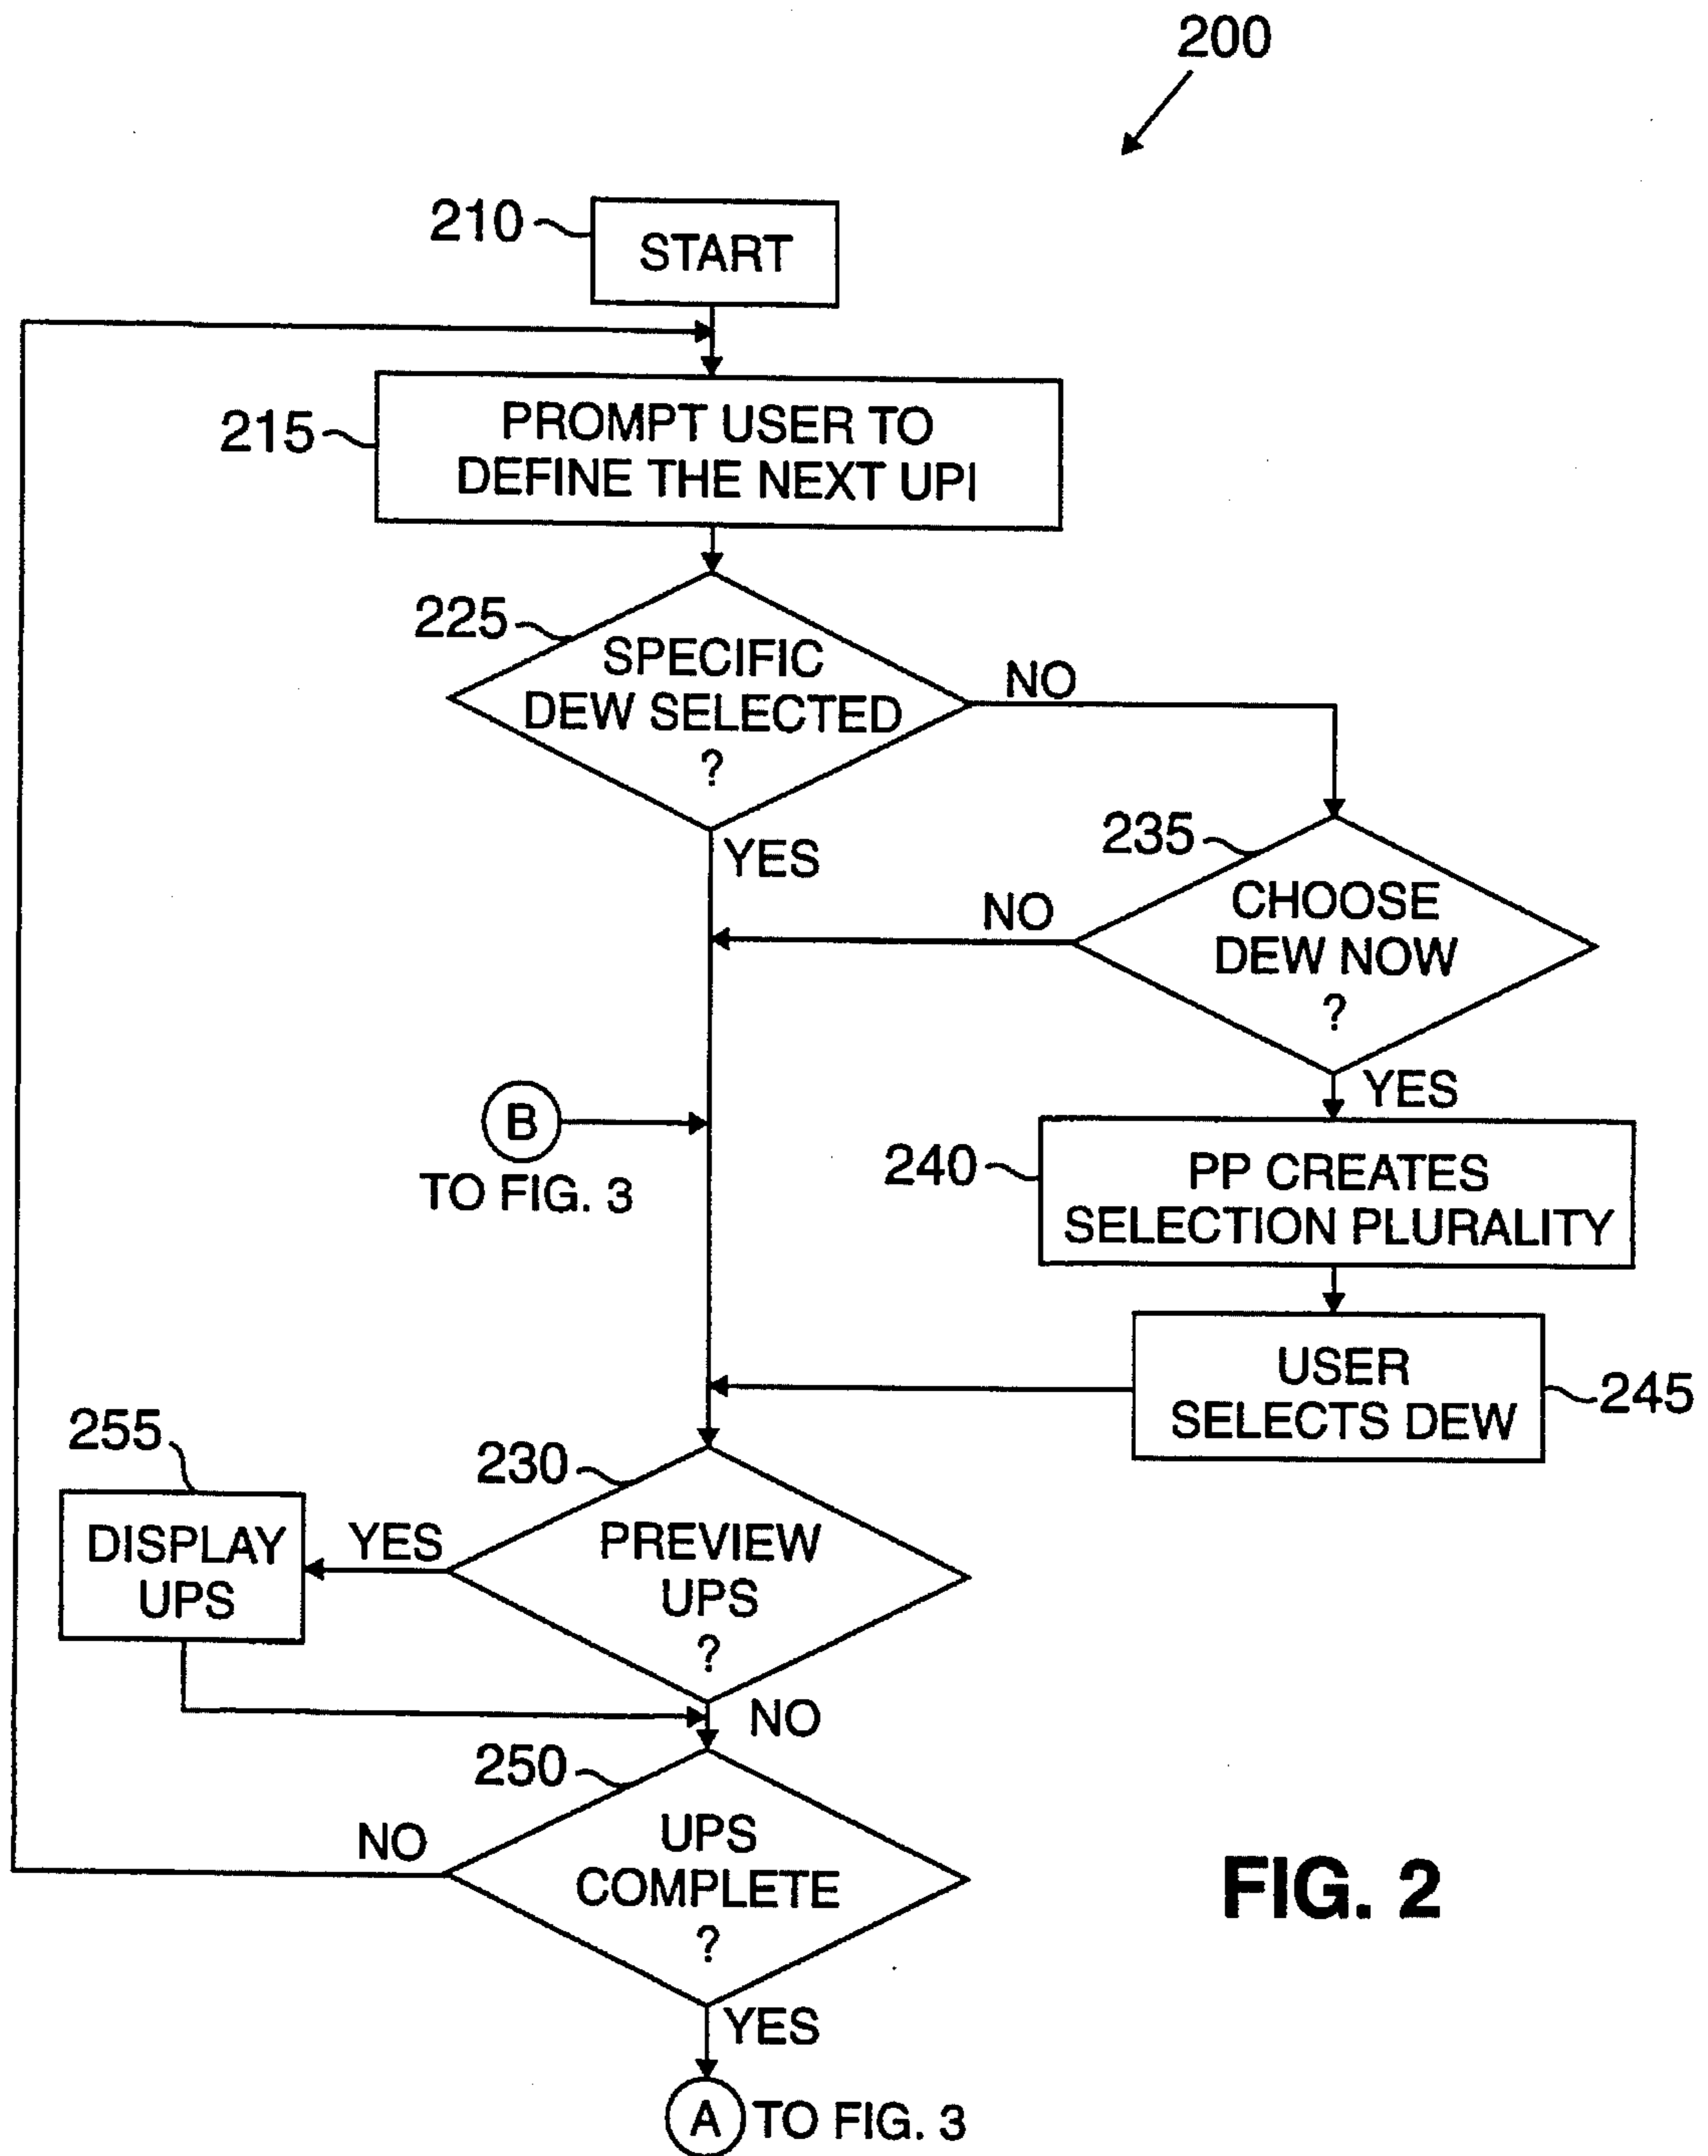 200
210
START
215
PROMPT USER TO
DEFINE THE NEXT UPI
225
SPECIFIC
DEW SELECTED
?
NO
YES
235
CHOOSE
DEW NOW
?
NO
YES
B
TO FIG. 3
240
PP CREATES
SELECTION PLURALITY
USER
SELECTS DEW
245
255
DISPLAY
UPS
YES
230
PREVIEW
UPS
?
NO
250
UPS
COMPLETE
?
NO
YES
A TO FIG. 3
FIG. 2